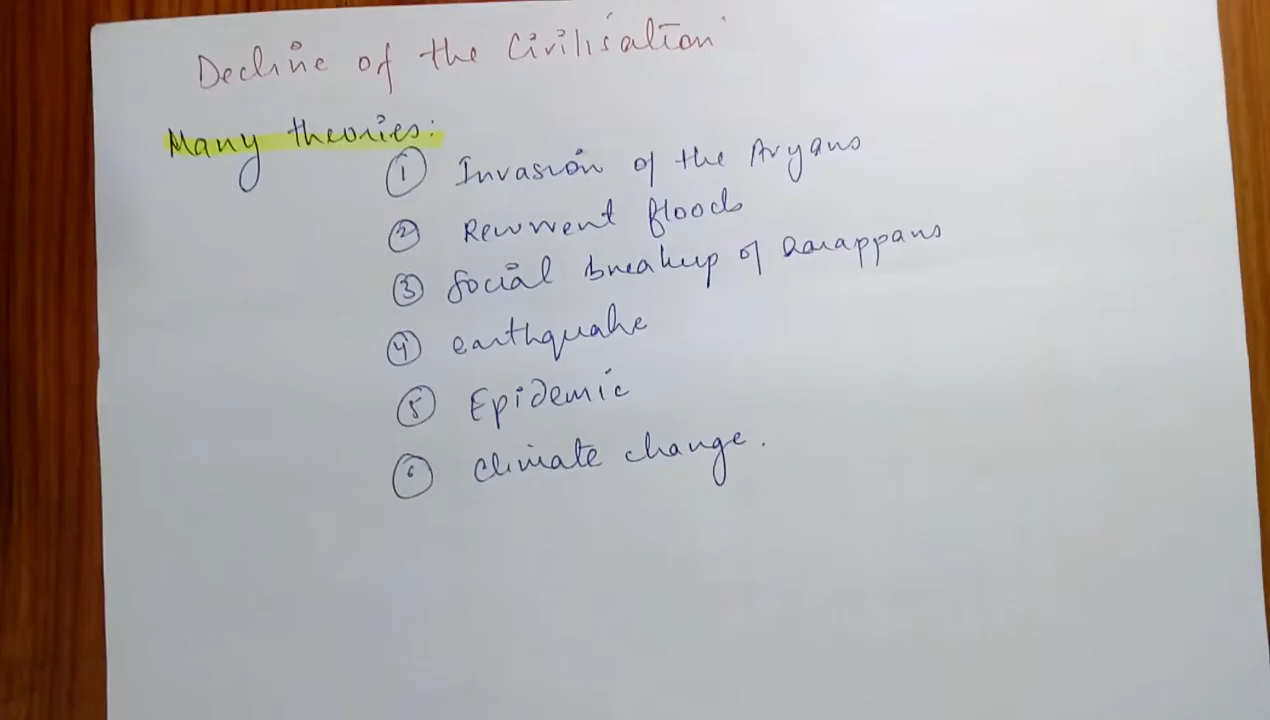 Decline of the Civilisation
Many theories:
① Invasion of the Aryans
② Recurrent floods
③ Social breakup of Harappans
④ earthquake
⑤ Epidemic
⑥ climate change.